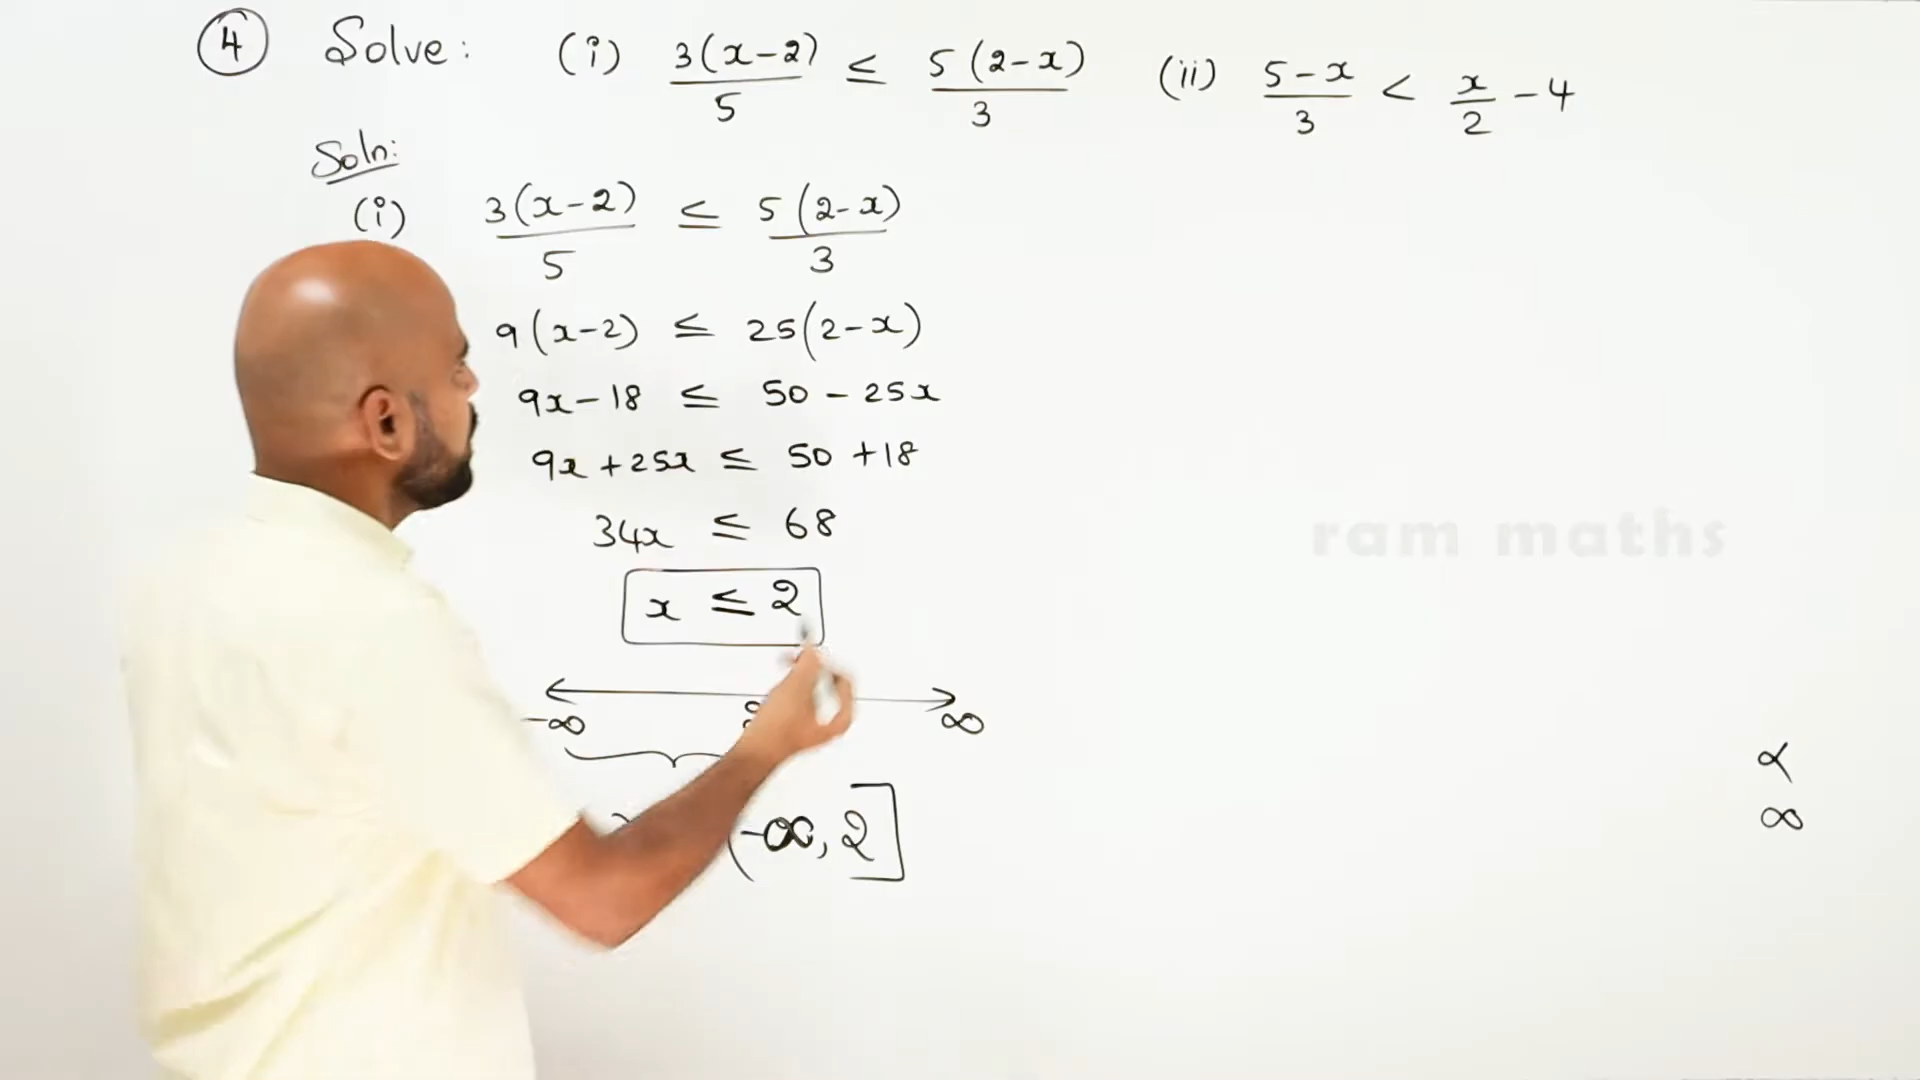 ④ Solve: (i) 3(x-2)/5 ≤ 5(2-x)/3 (ii) 5-x/3 < x/2 - 4
Soln:
(i) 3(x-2)/5 ≤ 5(2-x)/3
9(x-2) ≤ 25(2-x)
9x-18 ≤ 50 - 25x
9x+25x ≤ 50 +18
34x ≤ 68
x ≤ 2
-∞ ∞
(-∞, 2]
ram maths
∝
∞